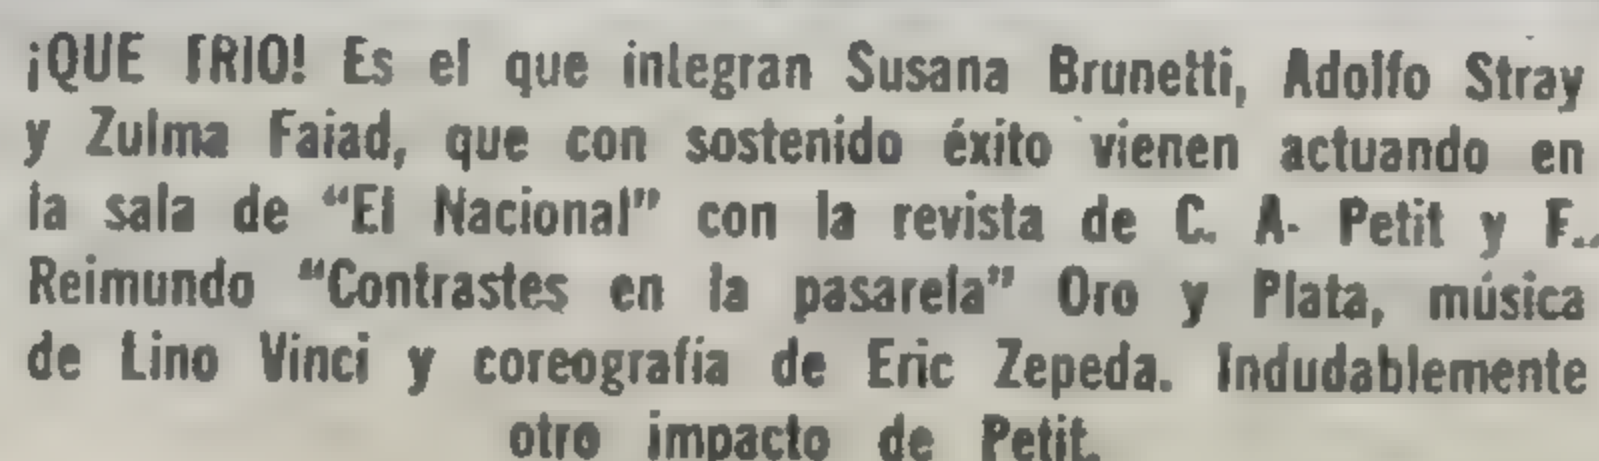 ¡QUE TRIO! Es el que integran Susana Brunetti, Adolfo Stray
y Zulma Faiad, que con sostenido éxito vienen actuando en
la sala de “El Nacional” con la revista de C. A- Petit y F..
Reimundo “Contrastes en la pasarela” Oro y Plata, música
de Lino Vinci y coreografía de Eric Zepeda. Indudablemente
otro impacto de Petit.